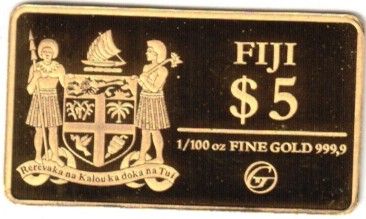 FIJI
$ 5
1/100 oz FINE GOLD 999,9
Rerevaka na Kalou ka doka na Tui